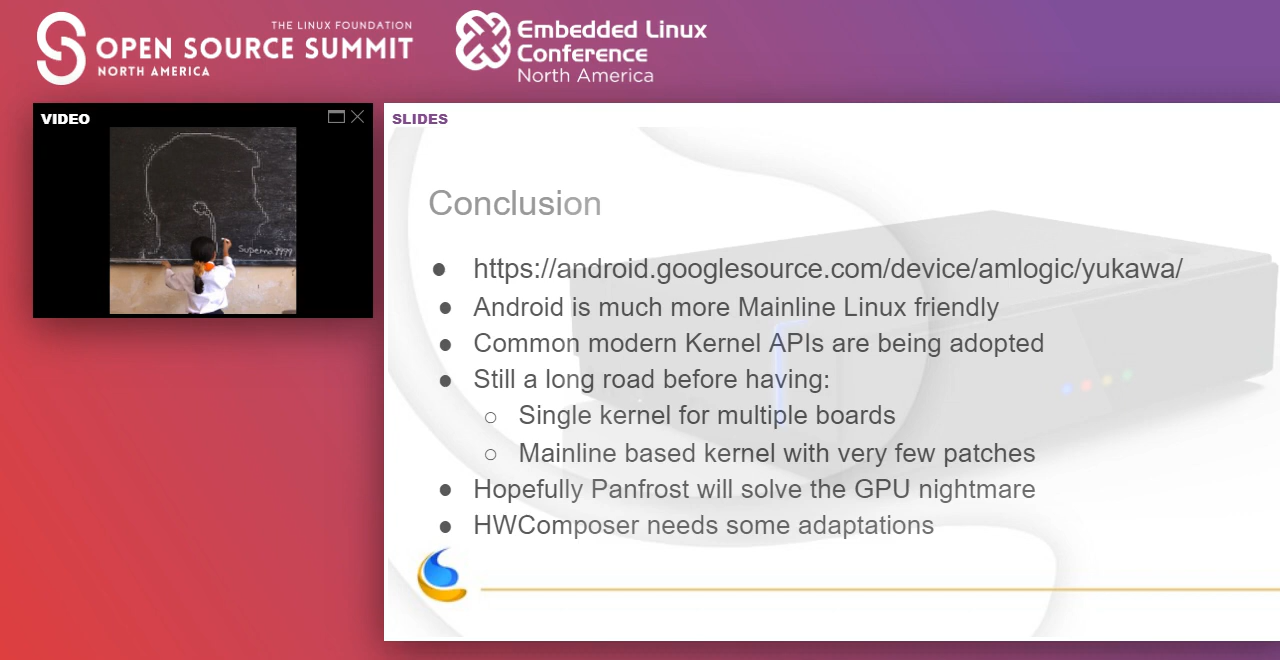 THE LINUX FOUNDATION
OPEN SOURCE SUMMIT
NORTH AMERICA
Embedded Linux
Conference
North America
VIDEO
Superno9999
SLIDES
Conclusion
● https://android.googlesource.com/device/amlogic/yukawa/
● Android is much more Mainline Linux friendly
● Common modern Kernel APIs are being adopted
● Still a long road before having:
○ Single kernel for multiple boards
○ Mainline based kernel with very few patches
● Hopefully Panfrost will solve the GPU nightmare
● HWComposer needs some adaptations